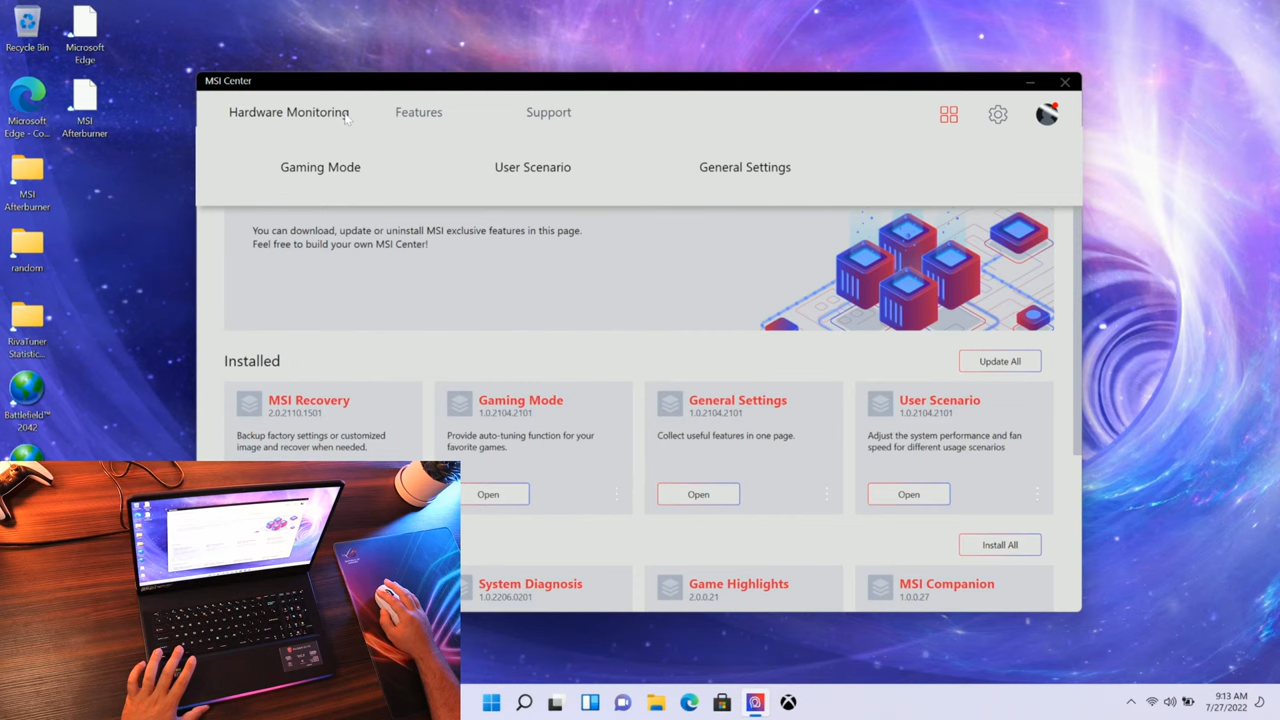 Recycle Bin
Microsoft
Edge
Microsoft
Edge - Co...
MSI
Afterburner
MSI
Afterburner
random
RivaTuner
Statistic...
Battlefield™
2042
MSI Center
Hardware Monitoring
Features
Support
Gaming Mode
User Scenario
General Settings
You can download, update or uninstall MSI exclusive features in this page.
Feel free to build your own MSI Center!
Installed
Update All
MSI Recovery
2.0.2110.1501
Backup factory settings or customized
image and recover when needed.
Gaming Mode
1.0.2104.2101
Provide auto-tuning function for your
favorite games.
Open
General Settings
1.0.2104.2101
Collect useful features in one page.
Open
User Scenario
1.0.2104.2101
Adjust the system performance and fan
speed for different usage scenarios
Open
Install All
System Diagnosis
1.0.2206.0201
Game Highlights
2.0.0.21
MSI Companion
1.0.0.27
9:13 AM
7/27/2022